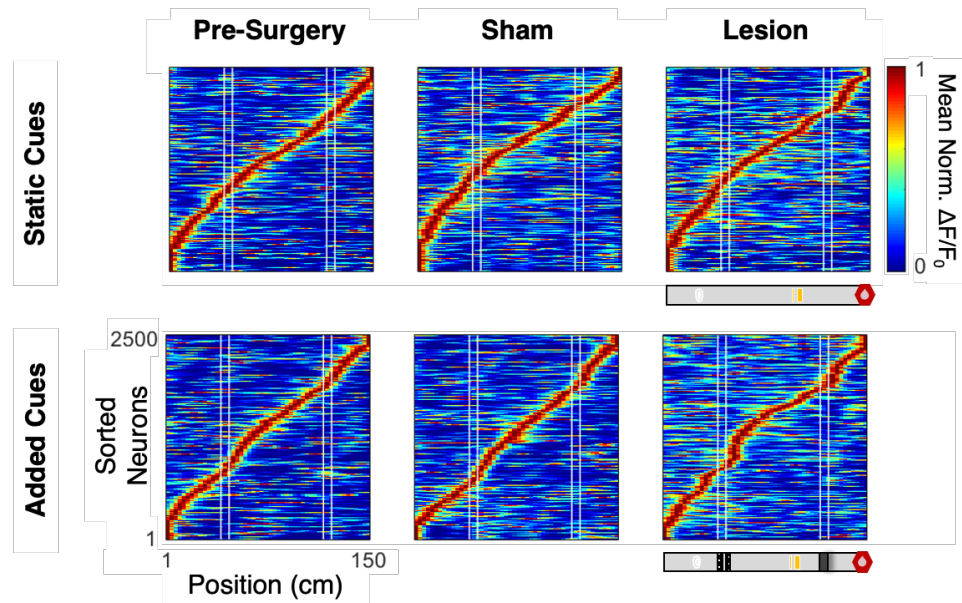 Pre-Surgery Sham Lesion
Static Cues
1
Mean Norm. ΔF/F₀
0
Added Cues
2500
Sorted
Neurons
1
1 150
Position (cm)